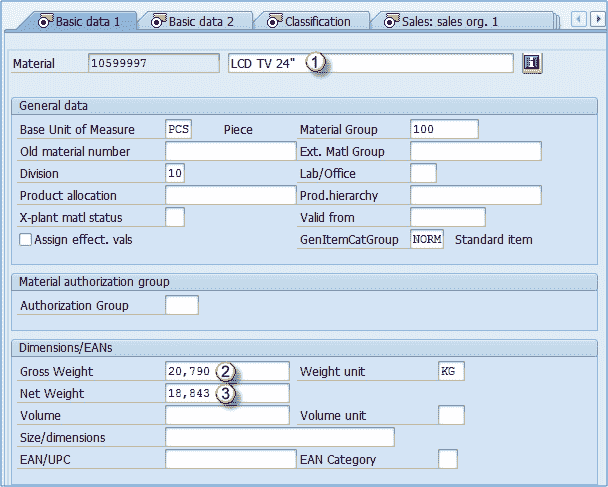 Basic data 1 Basic data 2 Classification Sales: sales org. 1
Material 10599997 LCD TV 24" 1
General data
Base Unit of Measure PCS Piece Material Group 100
Old material number Ext. Matl Group
Division 10 Lab/Office
Product allocation Prod.hierarchy
X-plant matl status Valid from
Assign effect. vals GenItemCatGroup NORM Standard item
Material authorization group
Authorization Group
Dimensions/EANs
Gross Weight 20,790 2 Weight unit KG
Net Weight 18,843 3
Volume Volume unit
Size/dimensions
EAN/UPC EAN Category